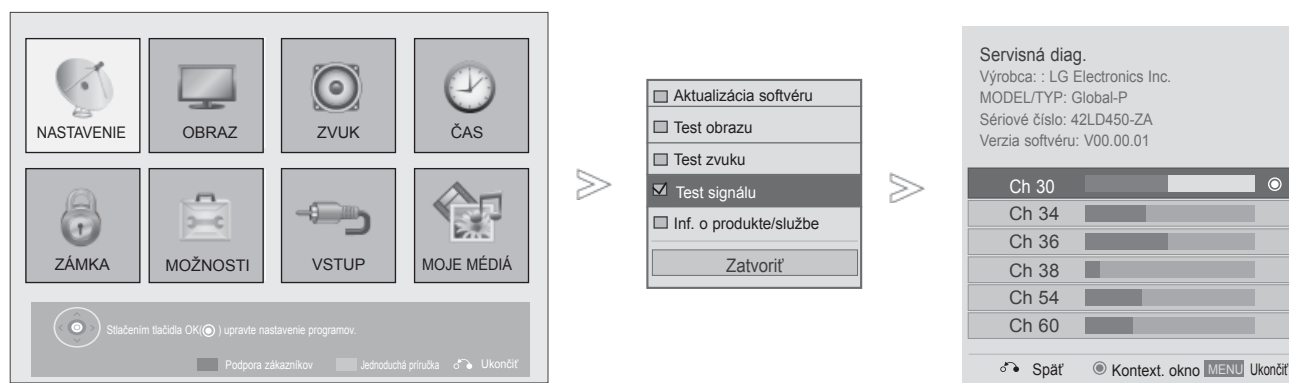 NASTAVENIE OBRAZ ZVUK ČAS
ZÁMKA MOŽNOSTI VSTUP MOJE MÉDIÁ
Stlačením tlačidla OK( ) upravte nastavenie programov.
Podpora zákazníkov Jednoduchá príručka Ukončiť
Aktualizácia softvéru
Test obrazu
Test zvuku
Test signálu
Inf. o produkte/službe
Zatvoriť
Servisná diag.
Výrobca: : LG Electronics Inc.
MODEL/TYP: Global-P
Sériové číslo: 42LD450-ZA
Verzia softvéru: V00.00.01
Ch 30
Ch 34
Ch 36
Ch 38
Ch 54
Ch 60
Späť Kontext. okno MENU Ukončiť